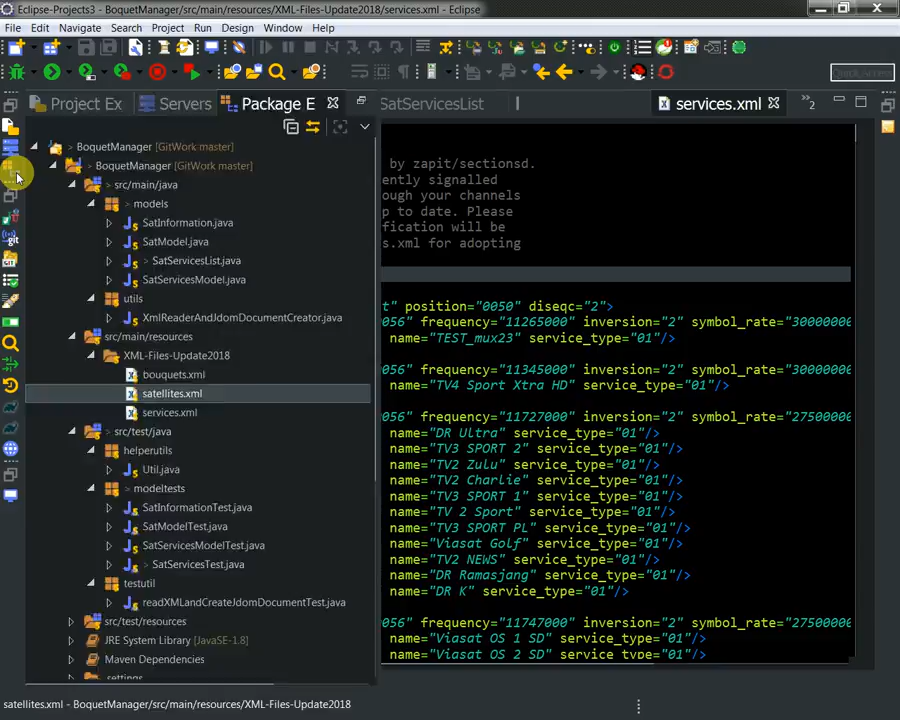 Eclipse-Projects3 - BoquetManager/src/main/resources/XML-Files-Update2018/services.xml - Eclipse
File Edit Navigate Search Project Run Design Window Help
Quick Access
Project Ex Servers Package E SatServicesList services.xml »2
> BoquetManager [GitWork master]
> BoquetManager [GitWork master]
> src/main/java
> models
SatInformation.java
SatModel.java
> SatServicesList.java
SatServicesModel.java
utils
XmlReaderAndJdomDocumentCreator.java
src/main/resources
XML-Files-Update2018
bouquets.xml
satellites.xml
services.xml
> src/test/java
helperutils
Util.java
> modeltests
SatInformationTest.java
SatModelTest.java
SatServicesModelTest.java
> SatServicesTest.java
testutil
readXMLandCreateJdomDocumentTest.java
src/test/resources
JRE System Library [JavaSE-1.8]
Maven Dependencies
.settings
by zapit/sectionsd.
ently signalled
ough your channels
p to date. Please
fication will be
s.xml for adopting
t" position="0050" diseqc="2">
0056" frequency="11265000" inversion="2" symbol_rate="30000000
name="TEST_mux23" service_type="01"/>
0056" frequency="11345000" inversion="2" symbol_rate="30000000
name="TV4 Sport Xtra HD" service_type="01"/>
0056" frequency="11727000" inversion="2" symbol_rate="27500000
name="DR Ultra" service_type="01"/>
name="TV3 SPORT 2" service_type="01"/>
name="TV2 Zulu" service_type="01"/>
name="TV2 Charlie" service_type="01"/>
name="TV3 SPORT 1" service_type="01"/>
name="TV 2 Sport" service_type="01"/>
name="TV3 SPORT PL" service_type="01"/>
name="Viasat Golf" service_type="01"/>
name="TV2 NEWS" service_type="01"/>
name="DR Ramasjang" service_type="01"/>
name="DR K" service_type="01"/>
0056" frequency="11747000" inversion="2" symbol_rate="27500000
name="Viasat OS 1 SD" service_type="01"/>
name="Viasat OS 2 SD" service_type="01"/>
git
satellites.xml - BoquetManager/src/main/resources/XML-Files-Update2018